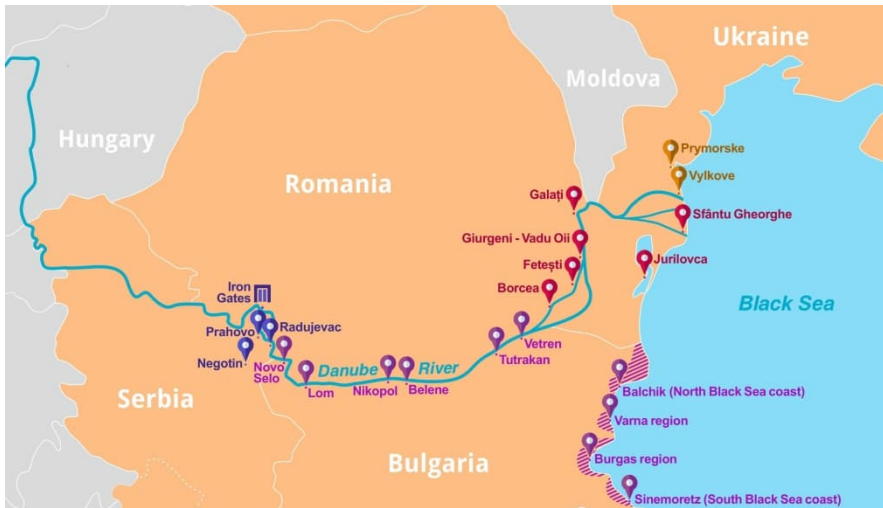 Ukraine
Moldova
Hungary
Prymorske
Vylkove
Romania
Galați
Sfântu Gheorghe
Giurgeni - Vadu Oii
Fetești
Jurilovca
Borcea
Iron
Gates
Black Sea
Prahovo
Radujevac
Negotin
Novo
Selo
Danube River
Vetren
Tutrakan
Lom
Nikopol
Belene
Serbia
Balchik (North Black Sea coast)
Varna region
Bulgaria
Burgas region
Sinemoretz (South Black Sea coast)